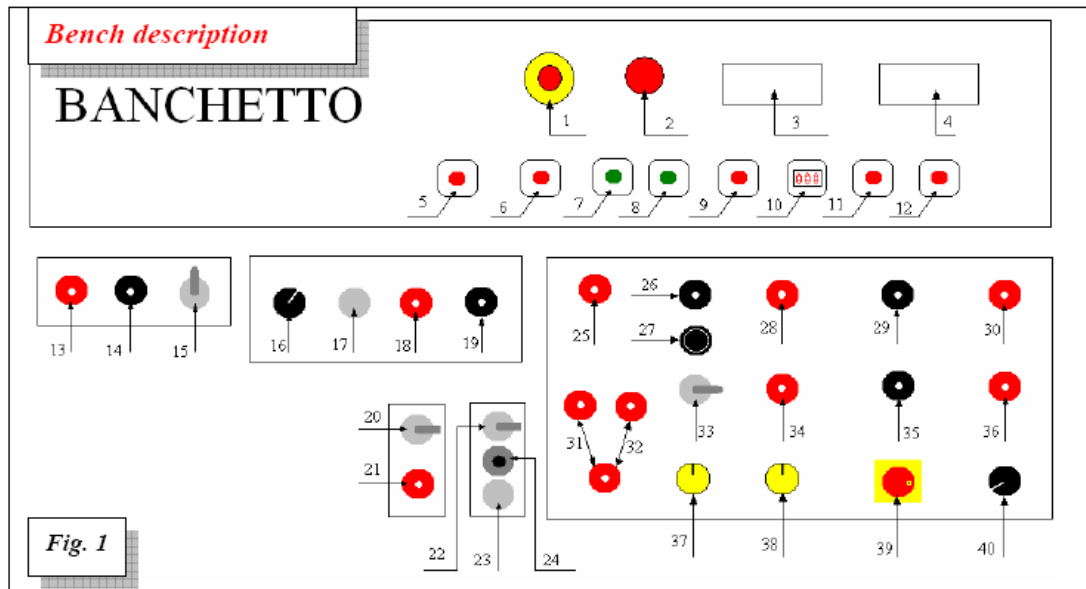 Bench description
BANCHETTO
1 2 3 4
000
5 6 7 8 9 10 11 12
26
27
13 14 15 16 17 18 19 25 28 29 30
20 31 32 33 34 35 36
21
22 23 24 37 38 39 40
Fig. 1